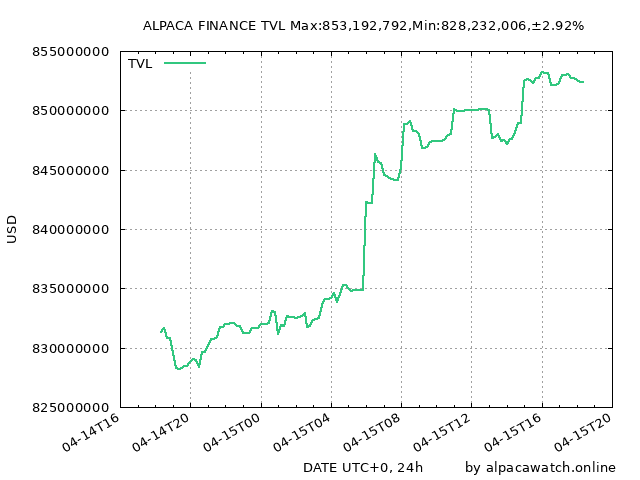 ALPACA FINANCE TVL Max:853,192,792,Min:828,232,006,±2.92%
TVL
USD
855000000
850000000
845000000
840000000
835000000
830000000
825000000
04-14T16
04-14T20
04-15T00
04-15T04
04-15T08
04-15T12
04-15T16
04-15T20
DATE UTC+0, 24h
by alpacawatch.online